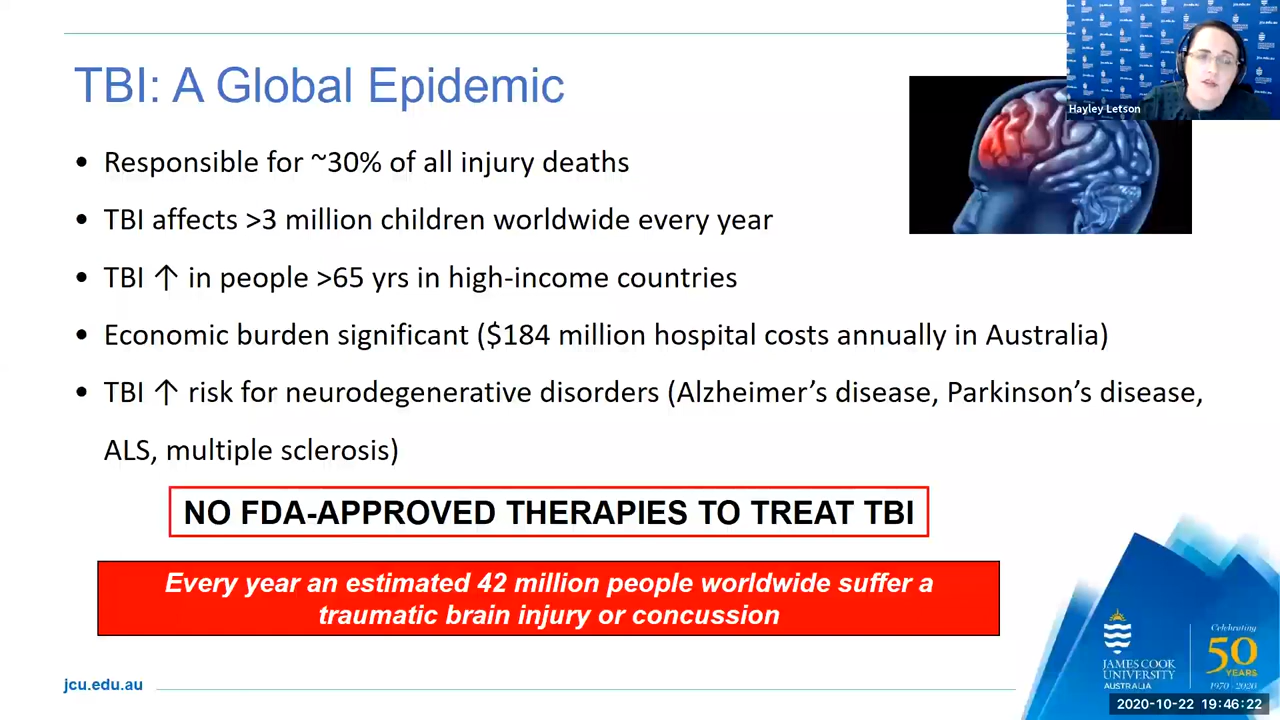 TBI: A Global Epidemic
Hayley Letson
• Responsible for ~30% of all injury deaths
• TBI affects >3 million children worldwide every year
• TBI ↑ in people >65 yrs in high-income countries
• Economic burden significant ($184 million hospital costs annually in Australia)
• TBI ↑ risk for neurodegenerative disorders (Alzheimer’s disease, Parkinson’s disease,
ALS, multiple sclerosis)
NO FDA-APPROVED THERAPIES TO TREAT TBI
Every year an estimated 42 million people worldwide suffer a
traumatic brain injury or concussion
jcu.edu.au
JAMES COOK
UNIVERSITY
AUSTRALIA
Celebrating
50
YEARS
1970 - 2020
2020-10-22 19:46:22